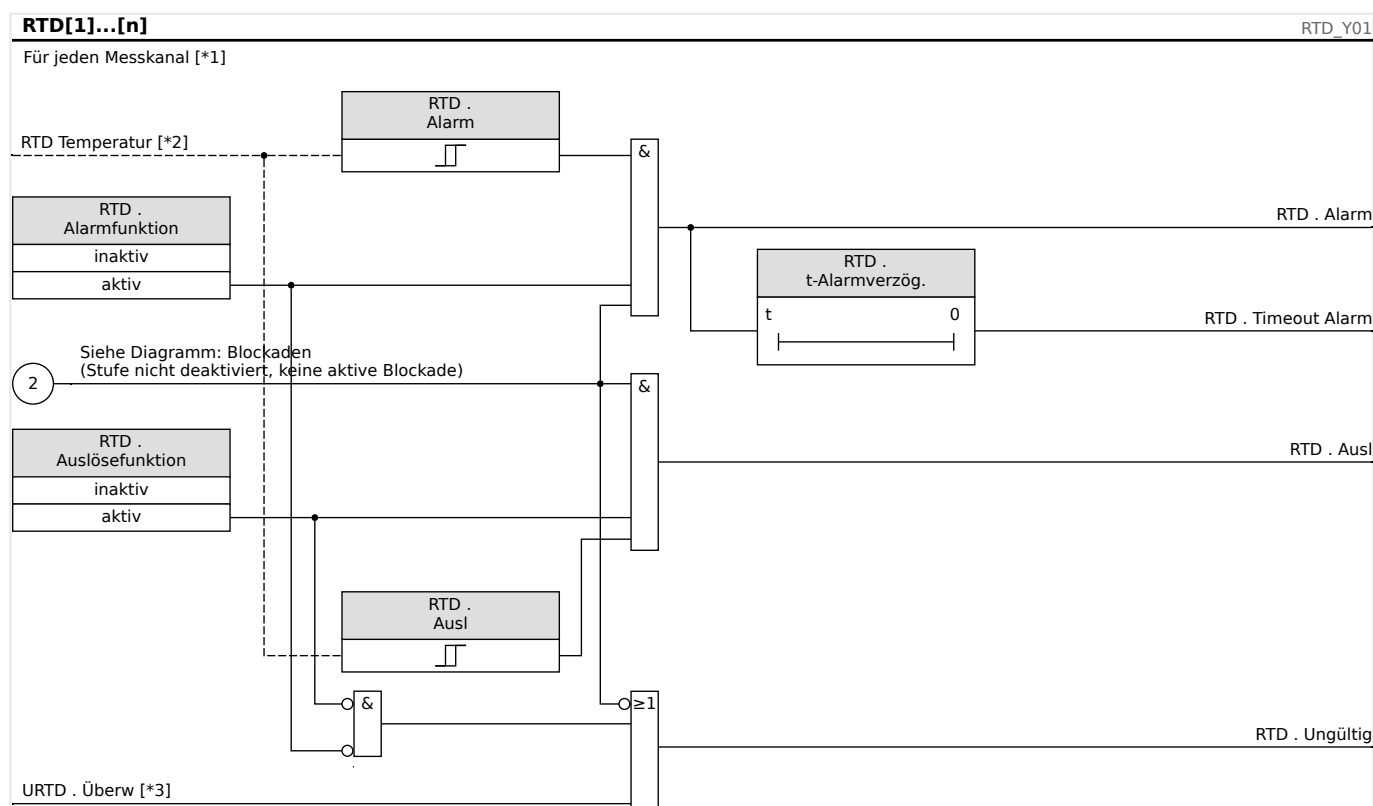 RTD[1]...[n]
RTD_Y01
Für jeden Messkanal [*1]
RTD .
Alarm
RTD Temperatur [*2]
&
RTD .
Alarmfunktion
inaktiv
aktiv
RTD . Alarm
RTD .
t-Alarmverzög.
t 0
RTD . Timeout Alarm
Siehe Diagramm: Blockaden
(Stufe nicht deaktiviert, keine aktive Blockade)
2
&
RTD .
Auslösefunktion
inaktiv
aktiv
RTD . Ausl
RTD .
Ausl
&
≥1
RTD . Ungültig
URTD . Überw [*3]